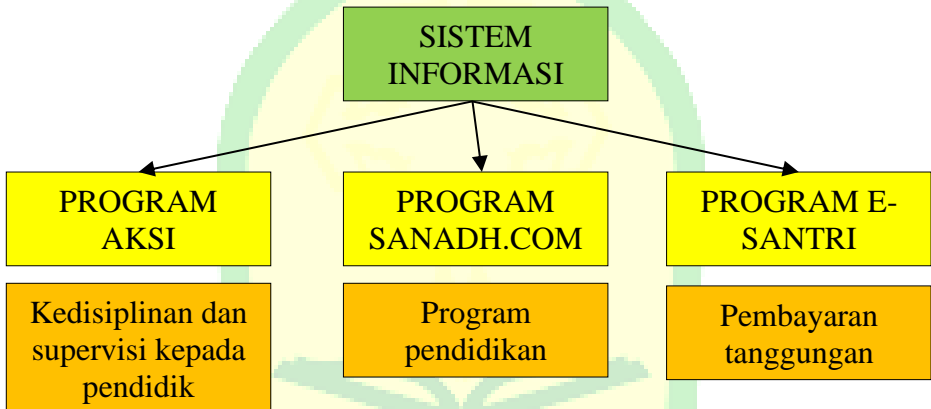 SISTEM
INFORMASI
PROGRAM
AKSI
PROGRAM
SANADH.COM
PROGRAM E-
SANTRI
Kedisiplinan dan
supervisi kepada
pendidik
Program
pendidikan
Pembayaran
tanggungan